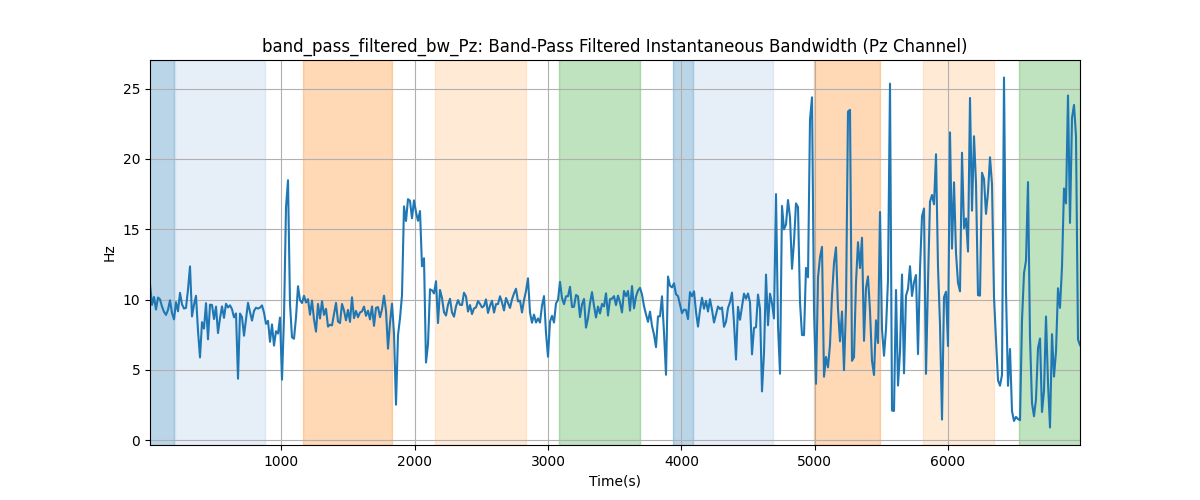 band_pass_filtered_bw_Pz: Band-Pass Filtered Instantaneous Bandwidth (Pz Channel)
25
20
15
10
5
0
Hz
1000 2000 3000 4000 5000 6000
Time(s)